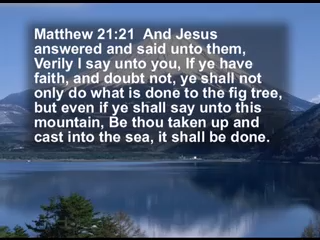 Matthew 21:21  And Jesus
answered and said unto them,
Verily I say unto you, If ye have
faith, and doubt not, ye shall not
only do what is done to the fig tree,
but even if ye shall say unto this
mountain, Be thou taken up and
cast into the sea, it shall be done.